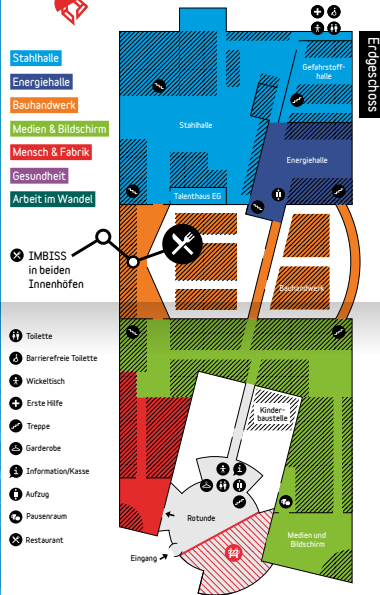 Erdgeschoss
Stahlhalle
Energiehalle
Bauhandwerk
Medien & Bildschirm
Mensch & Fabrik
Gesundheit
Arbeit im Wandel
IMBISS
in beiden
Innenhöfen
Toilette
Barrierefreie Toilette
Wickeltisch
Erste Hilfe
Treppe
Garderobe
Information/Kasse
Aufzug
Pausenraum
Restaurant
Gefahrstoff-
halle
Stahlhalle
Energiehalle
Talenthaus EG
Bauhandwerk
Kinder-
baustelle
Rotunde
Eingang
Medien und
Bildschirm